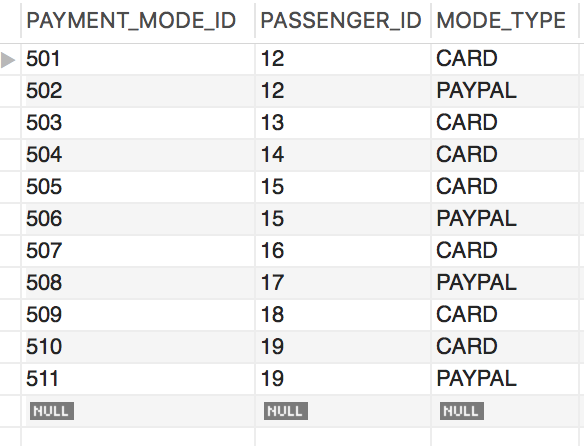 PAYMENT_MODE_ID PASSENGER_ID MODE_TYPE
501 12 CARD
502 12 PAYPAL
503 13 CARD
504 14 CARD
505 15 CARD
506 15 PAYPAL
507 16 CARD
508 17 PAYPAL
509 18 CARD
510 19 CARD
511 19 PAYPAL
NULL NULL NULL